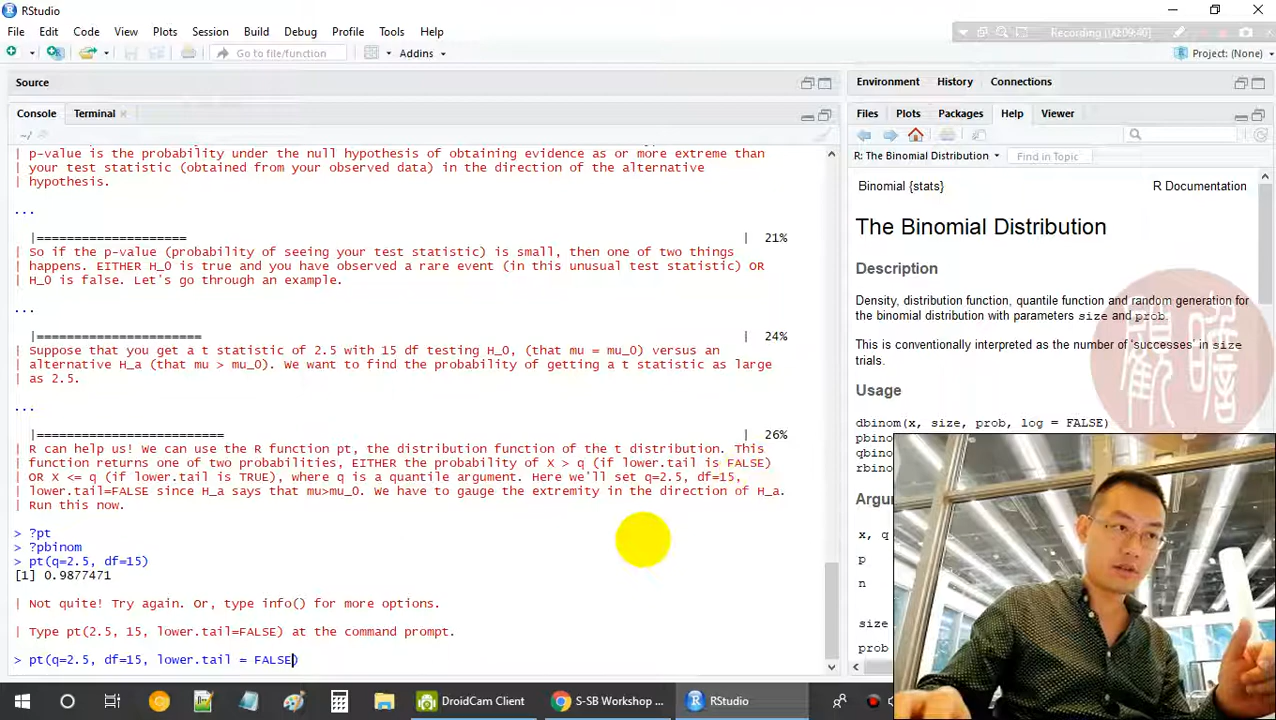 RStudio
File Edit Code View Plots Session Build Debug Profile Tools Help
Recording [00:09:40]
Go to file/function
Addins
Project: (None)
Source
Console Terminal
~/
p-value is the probability under the null hypothesis of obtaining evidence as or more extreme than
| your test statistic (obtained from your observed data) in the direction of the alternative
| hypothesis.
...
|==================== | 21%
| So if the p-value (probability of seeing your test statistic) is small, then one of two things
| happens. EITHER H_0 is true and you have observed a rare event (in this unusual test statistic) OR
| H_0 is false. Let's go through an example.
...
|====================== | 24%
| Suppose that you get a t statistic of 2.5 with 15 df testing H_0, (that mu = mu_0) versus an
| alternative H_a (that mu > mu_0). We want to find the probability of getting a t statistic as large
| as 2.5.
...
|========================= | 26%
| R can help us! We can use the R function pt, the distribution function of the t distribution. This
| function returns one of two probabilities, EITHER the probability of X > q (if lower.tail is FALSE)
| OR X <= q (if lower.tail is TRUE), where q is a quantile argument. Here we'll set q=2.5, df=15,
| lower.tail=FALSE since H_a says that mu>mu_0. We have to gauge the extremity in the direction of H_a.
| Run this now.
> ?pt
> ?pbinom
> pt(q=2.5, df=15)
[1] 0.9877471
| Not quite! Try again. Or, type info() for more options.
| Type pt(2.5, 15, lower.tail=FALSE) at the command prompt.
> pt(q=2.5, df=15, lower.tail = FALSE)
Environment History Connections
Files Plots Packages Help Viewer
R: The Binomial Distribution
Find in Topic
Binomial {stats} R Documentation
The Binomial Distribution
Description
Density, distribution function, quantile function and random generation for
the binomial distribution with parameters size and prob.
This is conventionally interpreted as the number of 'successes' in size
trials.
Usage
dbinom(x, size, prob, log = FALSE)
pbino
qbino
rbino
Argu
x, q
p
n
size
prob
DroidCam Client
S-SB Workshop ...
RStudio